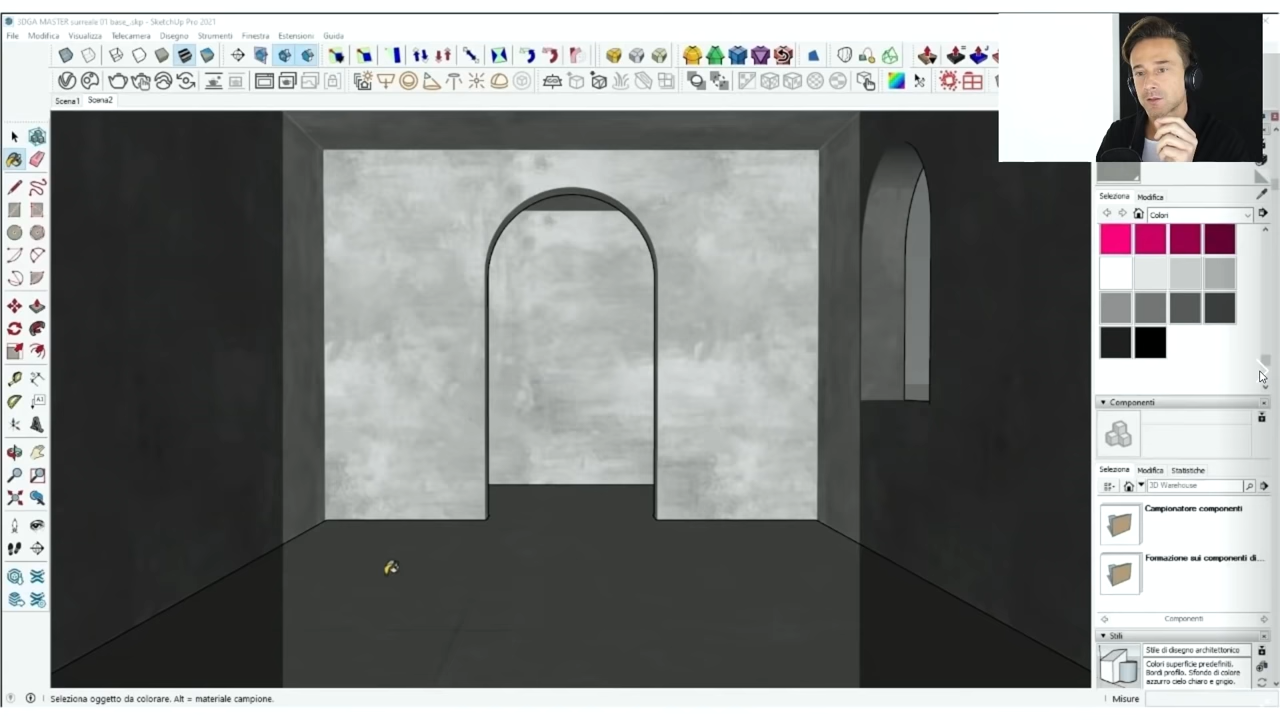 3DGA MASTER surreale 01 base_.skp - SketchUp Pro 2021
File Modifica Visualizza Telecamera Disegno Strumenti Finestra Estensioni Guida
Scena1 Scena2
Seleziona Modifica
Colori
Componenti
Seleziona Modifica Statistiche
3D Warehouse
Campionatore componenti
Formazione sui componenti di...
Componenti
Stili
Stile di disegno architettonico
Colori superficie predefiniti.
Bordi profilo. Sfondo di colore
azzurro cielo chiaro e grigio.
Seleziona oggetto da colorare. Alt = materiale campione.
Misure